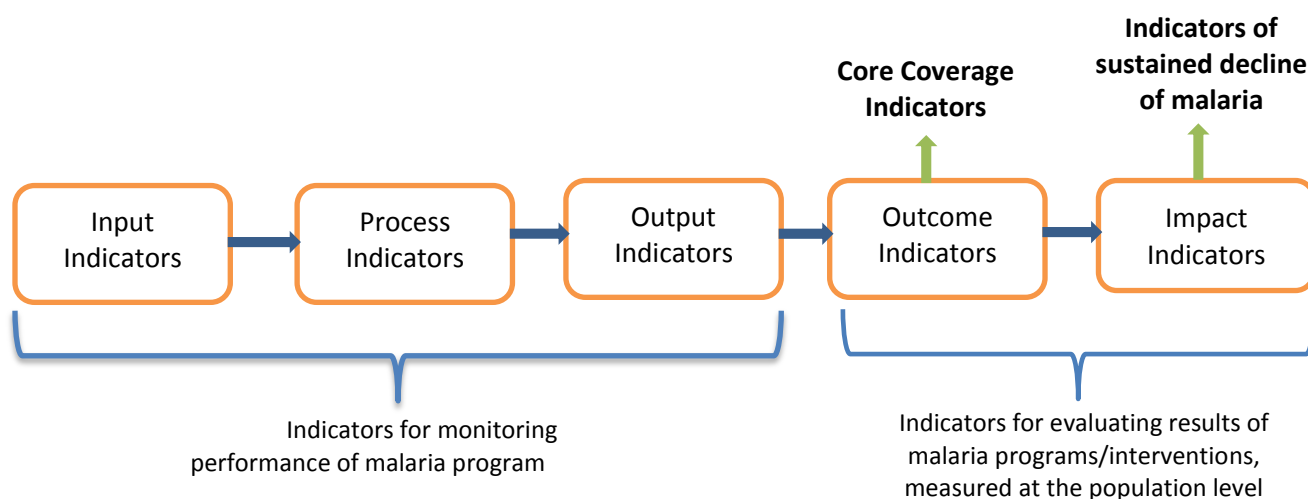 Core Coverage
Indicators
Indicators of
sustained decline
of malaria
Input
Indicators
Process
Indicators
Output
Indicators
Outcome
Indicators
Impact
Indicators
Indicators for monitoring
performance of malaria program
Indicators for evaluating results of
malaria programs/interventions,
measured at the population level